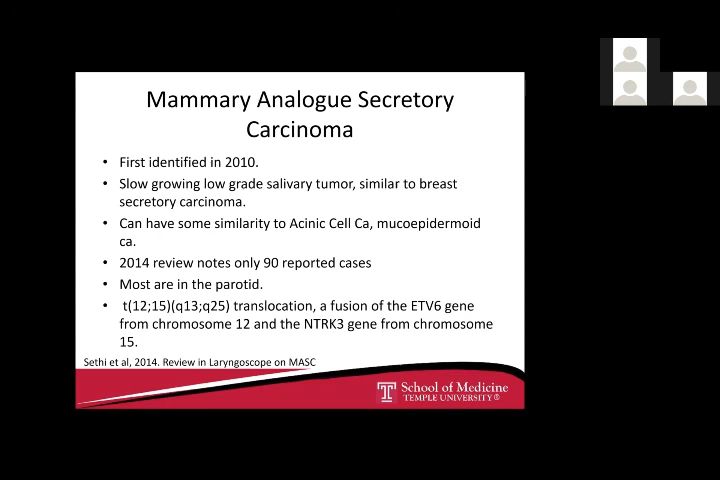 Mammary Analogue Secretory
Carcinoma
• First identified in 2010.
• Slow growing low grade salivary tumor, similar to breast
secretory carcinoma.
• Can have some similarity to Acinic Cell Ca, mucoepidermoid
ca.
• 2014 review notes only 90 reported cases
• Most are in the parotid.
• t(12;15)(q13;q25) translocation, a fusion of the ETV6 gene
from chromosome 12 and the NTRK3 gene from chromosome
15.
Sethi et al, 2014. Review in Laryngoscope on MASC
T School of Medicine
TEMPLE UNIVERSITY®